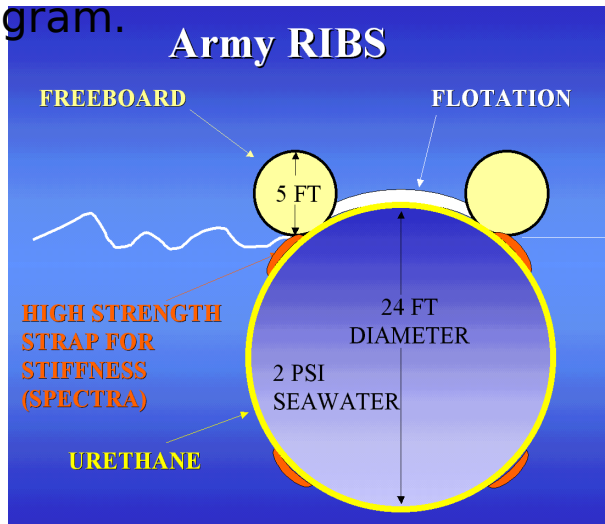 gram.
Army RIBS
FREEBOARD
FLOTATION
5 FT
HIGH STRENGTH
STRAP FOR
STIFFNESS
(SPECTRA)
24 FT
DIAMETER
2 PSI
SEAWATER
URETHANE